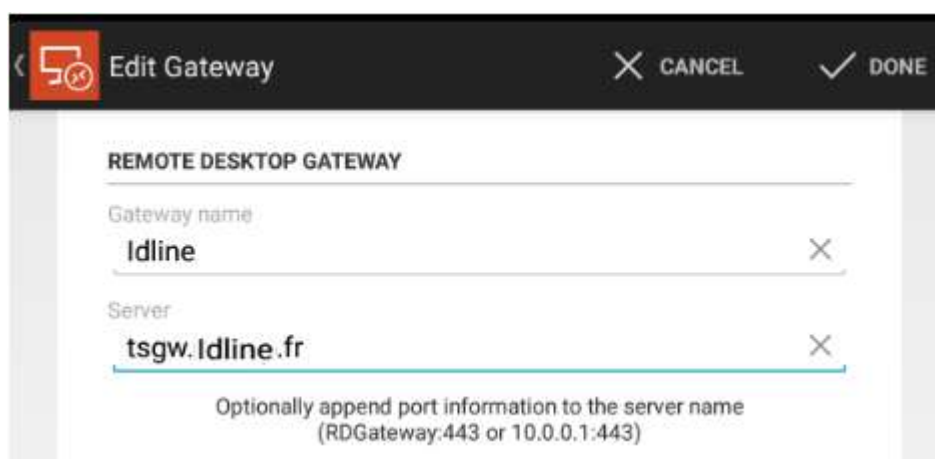 Edit Gateway
CANCEL
DONE
REMOTE DESKTOP GATEWAY
Gateway name
Idline
Server
tsgw.Idline.fr
Optionally append port information to the server name
(RDGateway:443 or 10.0.0.1:443)